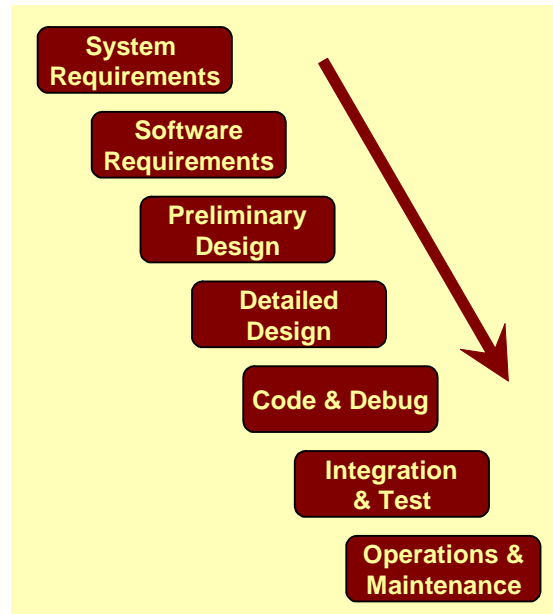 System
Requirements
Software
Requirements
Preliminary
Design
Detailed
Design
Code & Debug
Integration
& Test
Operations &
Maintenance